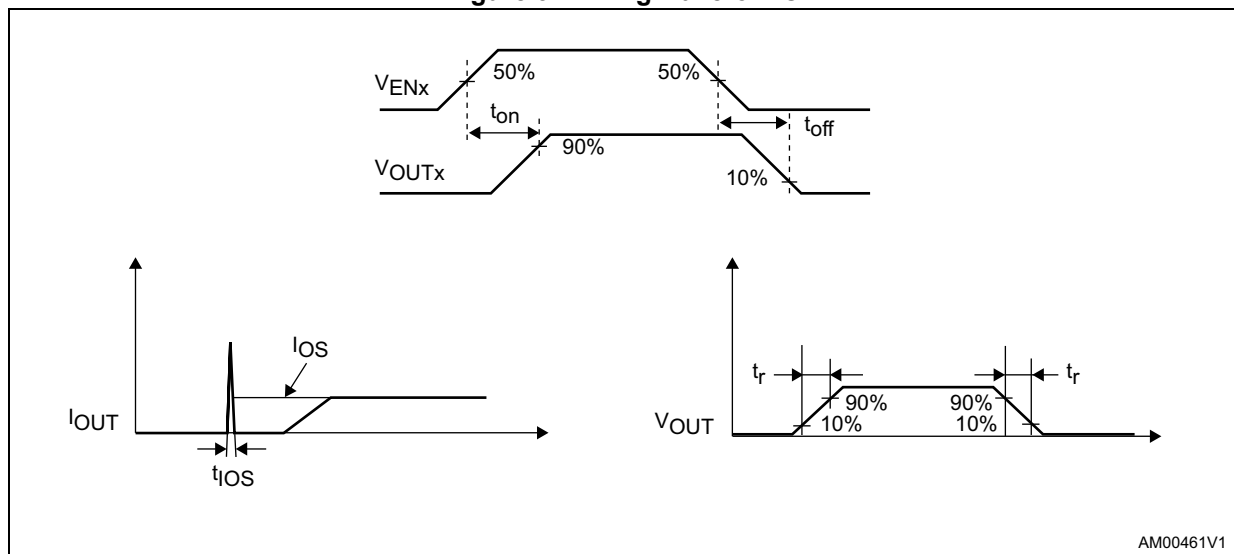 VENx
50%
50%
ton
toff
VOUTx
90%
10%
IOS
IOUT
tIOS
tr
tr
90%
90%
VOUT
10%
10%
AM00461V1